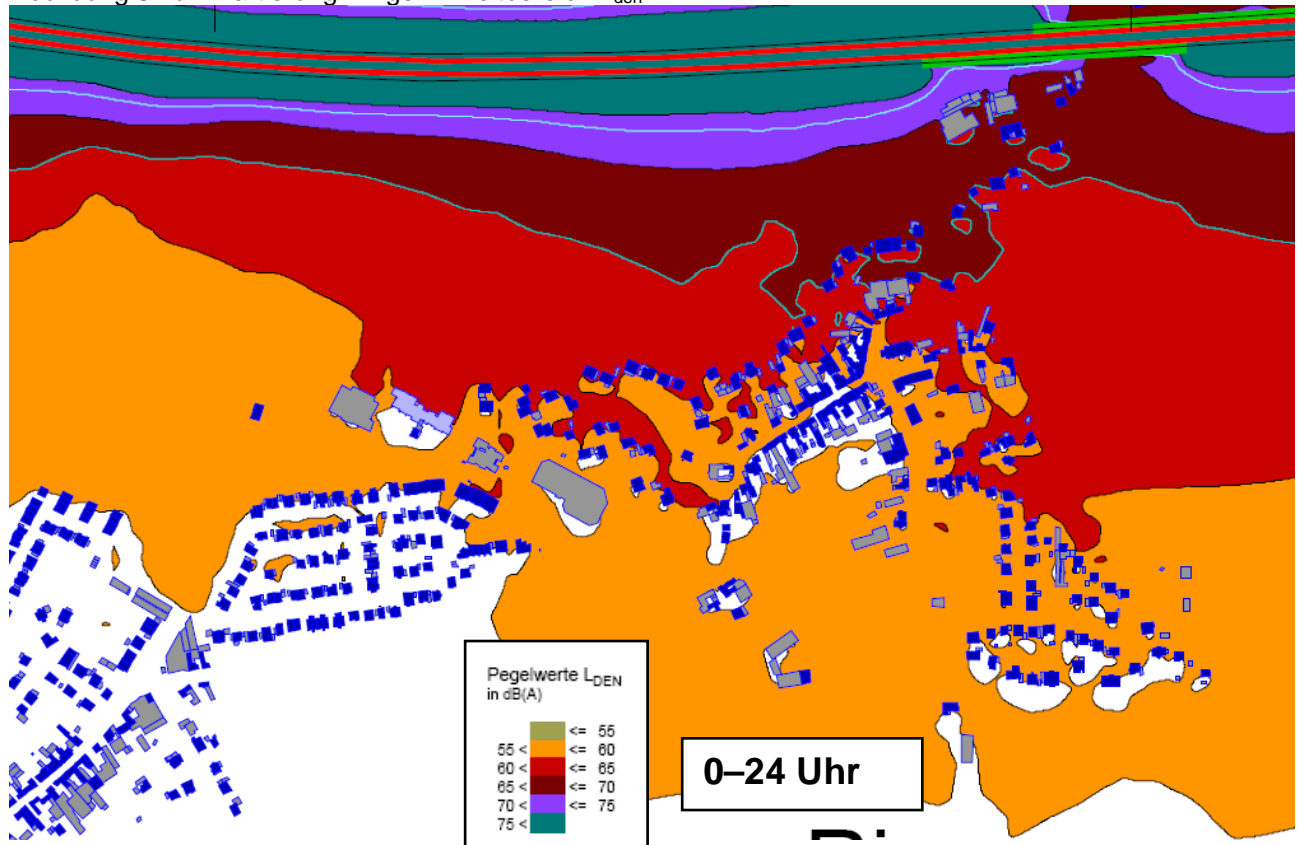 Pegelwerte L_DEN
in dB(A)
<= 55
55 < <= 60
60 < <= 65
65 < <= 70
70 < <= 75
75 <
0–24 Uhr